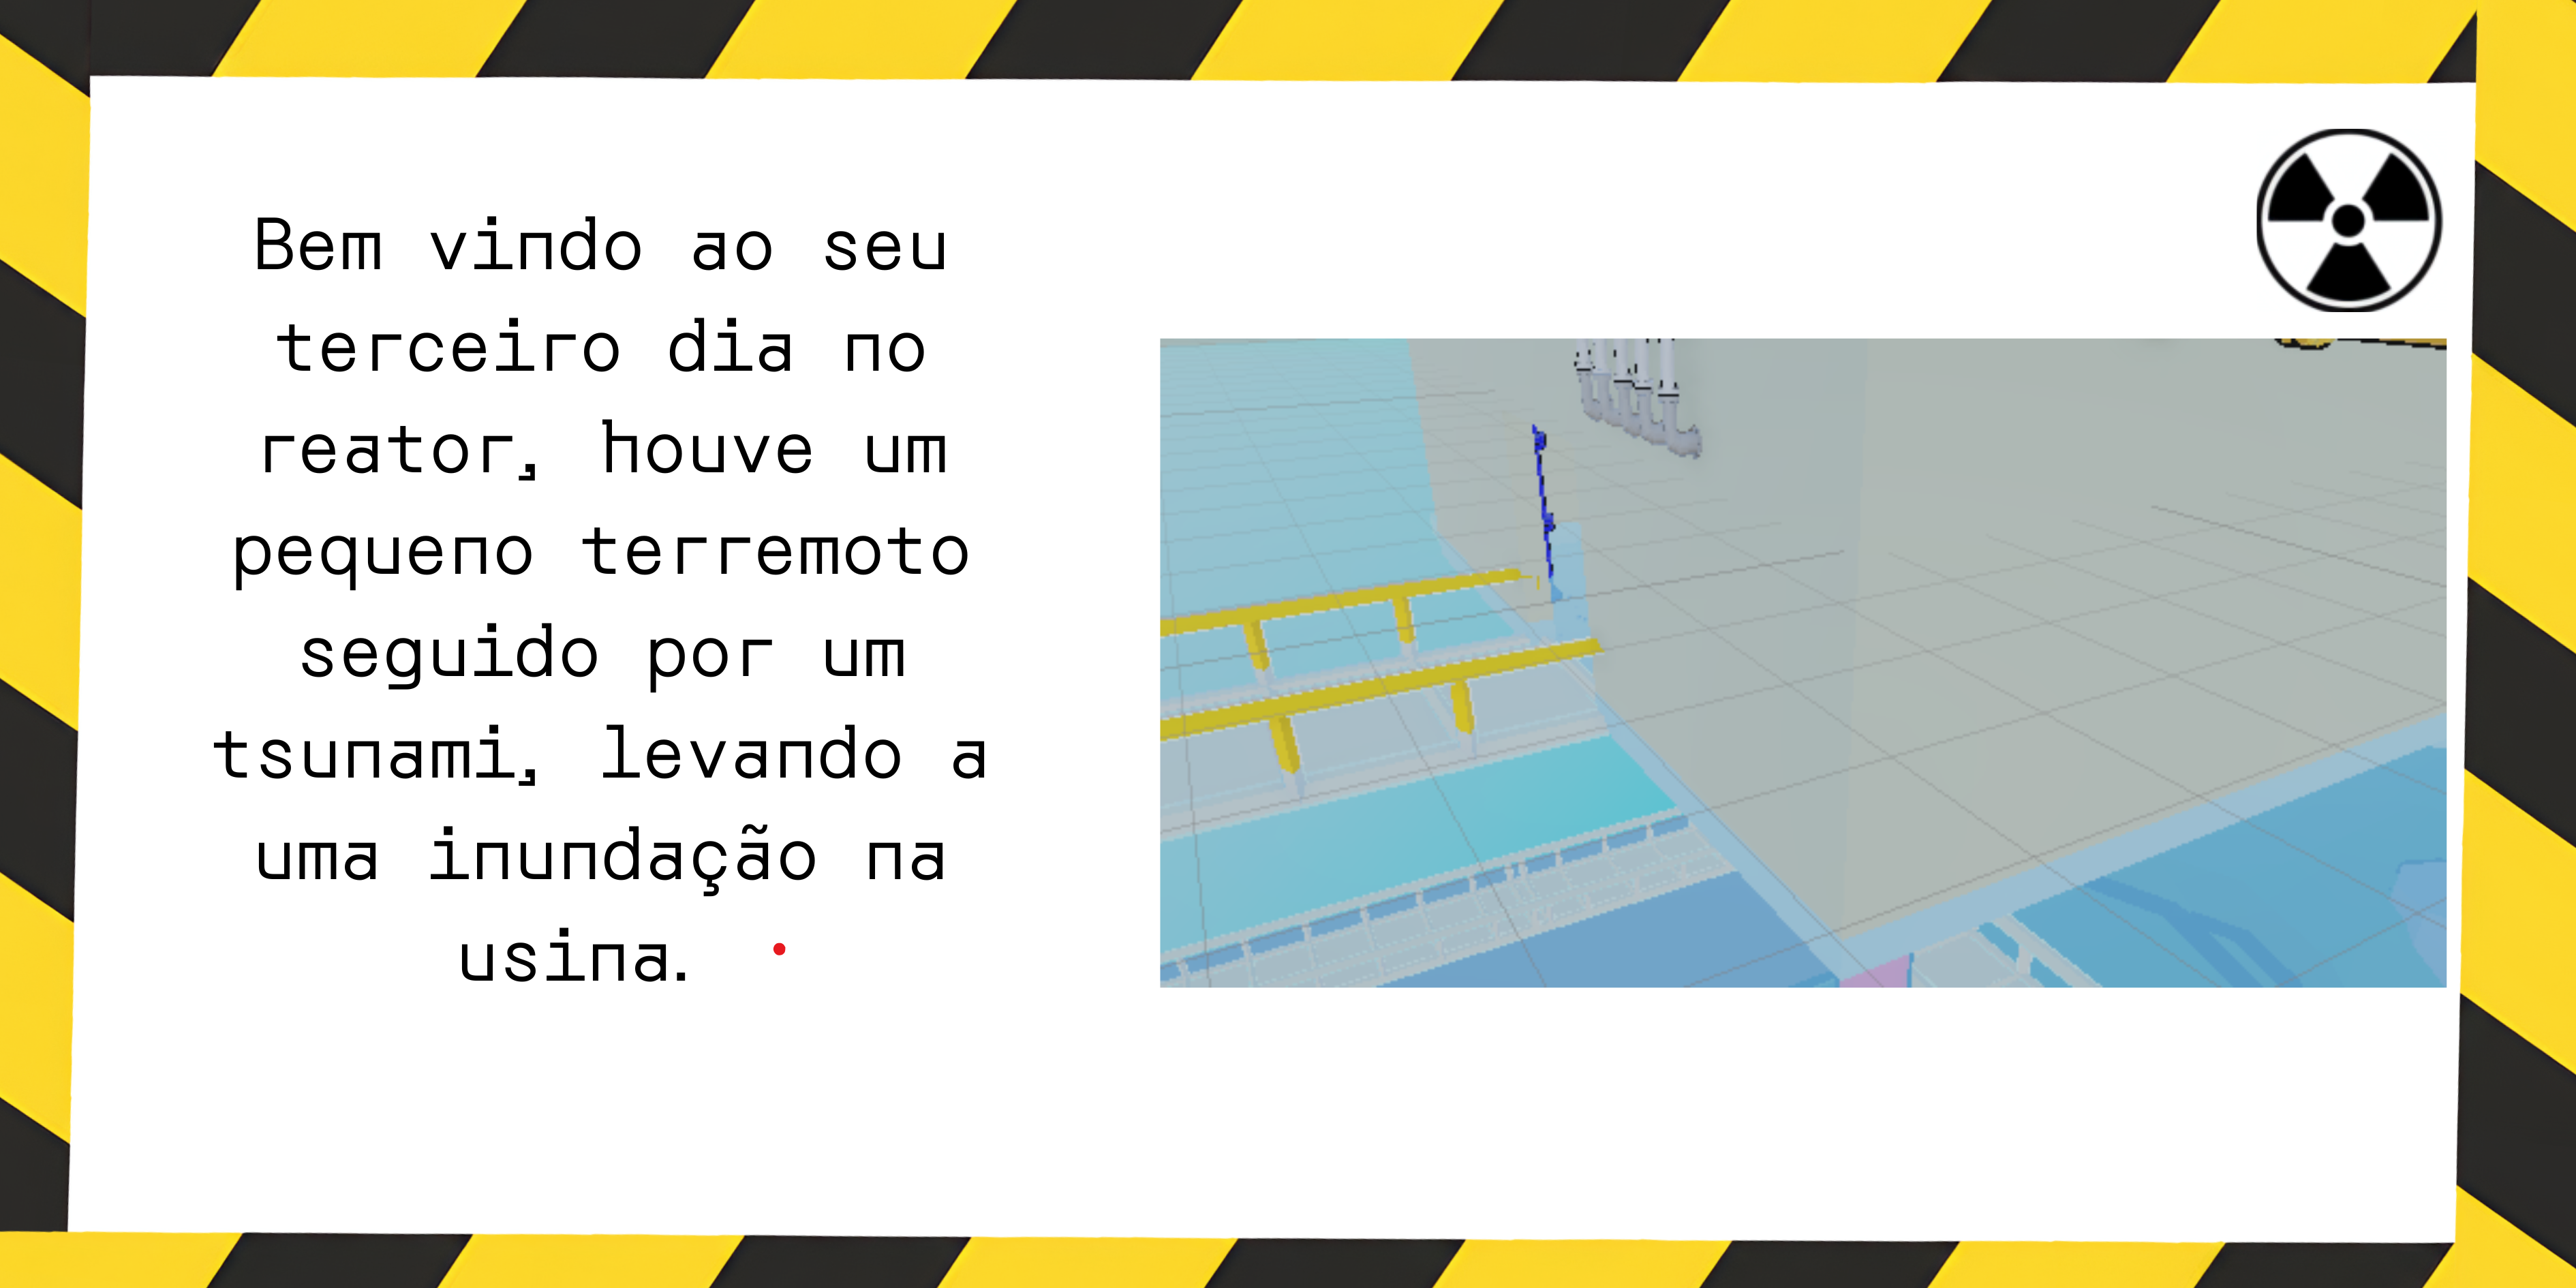 Bem vindo ao seu
terceiro dia no
reator, houve um
pequeno terremoto
seguido por um
tsunami, levando a
uma inundação na
usina.